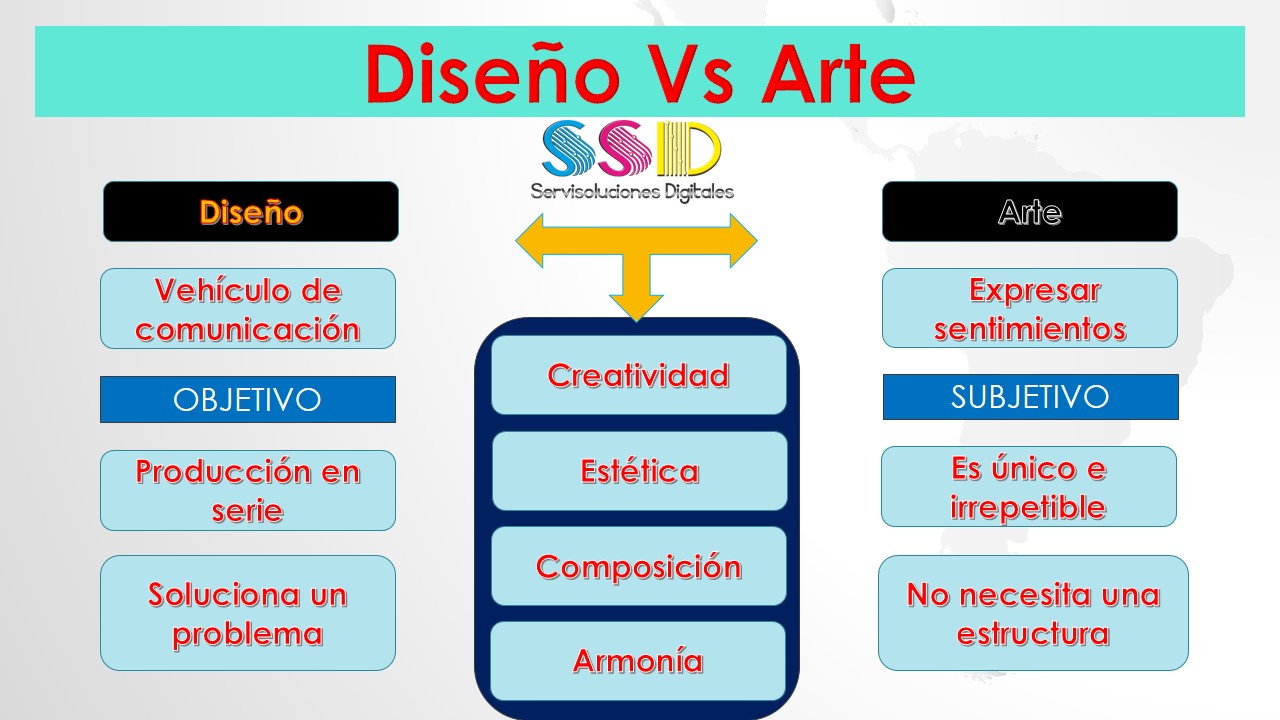 Diseño Vs Arte
SSD
Servisoluciones Digitales
Diseño
Vehículo de
comunicación
OBJETIVO
Producción en
serie
Soluciona un
problema
Creatividad
Estética
Composición
Armonía
Arte
Expresar
sentimientos
SUBJETIVO
Es único e
irrepetible
No necesita una
estructura